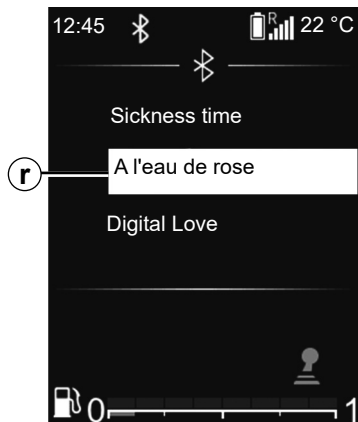 12:45 R 22 °C
Sickness time
r A l'eau de rose
Digital Love
0 1